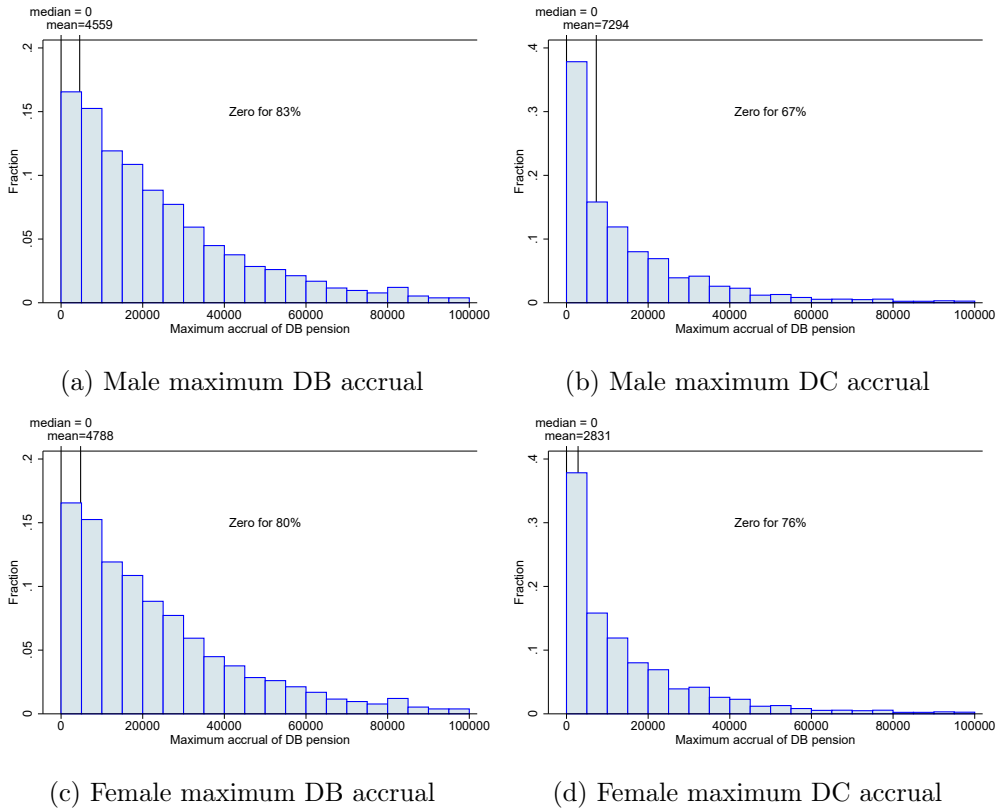 median = 0
mean=4559
.2
.15
.1
.05
0
Fraction
Zero for 83%
0 20000 40000 60000 80000 100000
Maximum accrual of DB pension
(a) Male maximum DB accrual
median = 0
mean=7294
.4
.3
.2
.1
0
Fraction
Zero for 67%
0 20000 40000 60000 80000 100000
Maximum accrual of DB pension
(b) Male maximum DC accrual
median = 0
mean=4788
.2
.15
.1
.05
0
Fraction
Zero for 80%
0 20000 40000 60000 80000 100000
Maximum accrual of DB pension
(c) Female maximum DB accrual
median = 0
mean=2831
.4
.3
.2
.1
0
Fraction
Zero for 76%
0 20000 40000 60000 80000 100000
Maximum accrual of DB pension
(d) Female maximum DC accrual